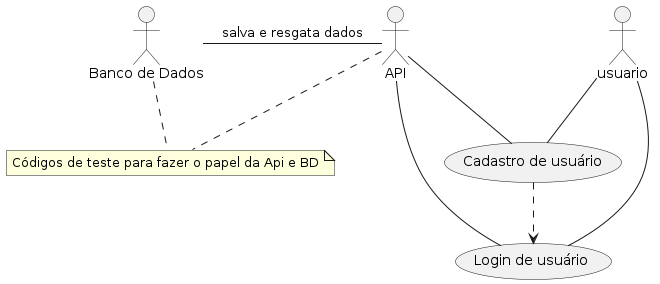 salva e resgata dados
Banco de Dados
API
usuario
Códigos de teste para fazer o papel da Api e BD
Cadastro de usuário
Login de usuário